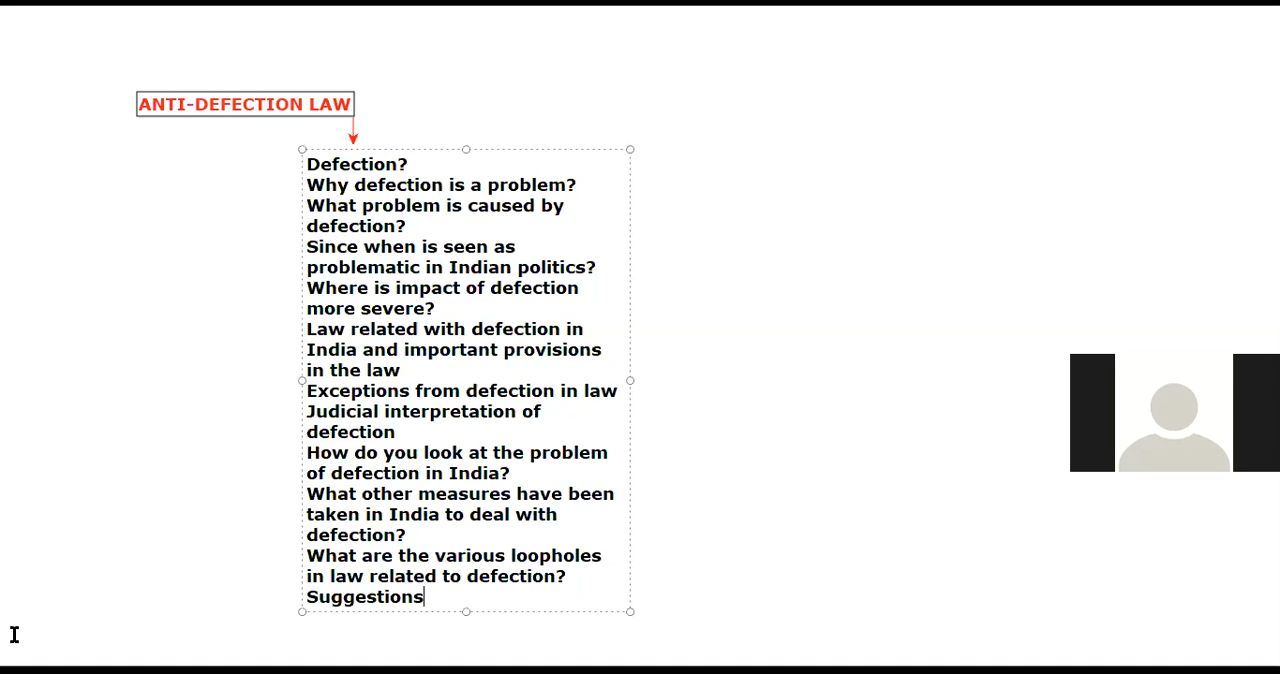 ANTI-DEFECTION LAW
Defection?
Why defection is a problem?
What problem is caused by
defection?
Since when is seen as
problematic in Indian politics?
Where is impact of defection
more severe?
Law related with defection in
India and important provisions
in the law
Exceptions from defection in law
Judicial interpretation of
defection
How do you look at the problem
of defection in India?
What other measures have been
taken in India to deal with
defection?
What are the various loopholes
in law related to defection?
Suggestions